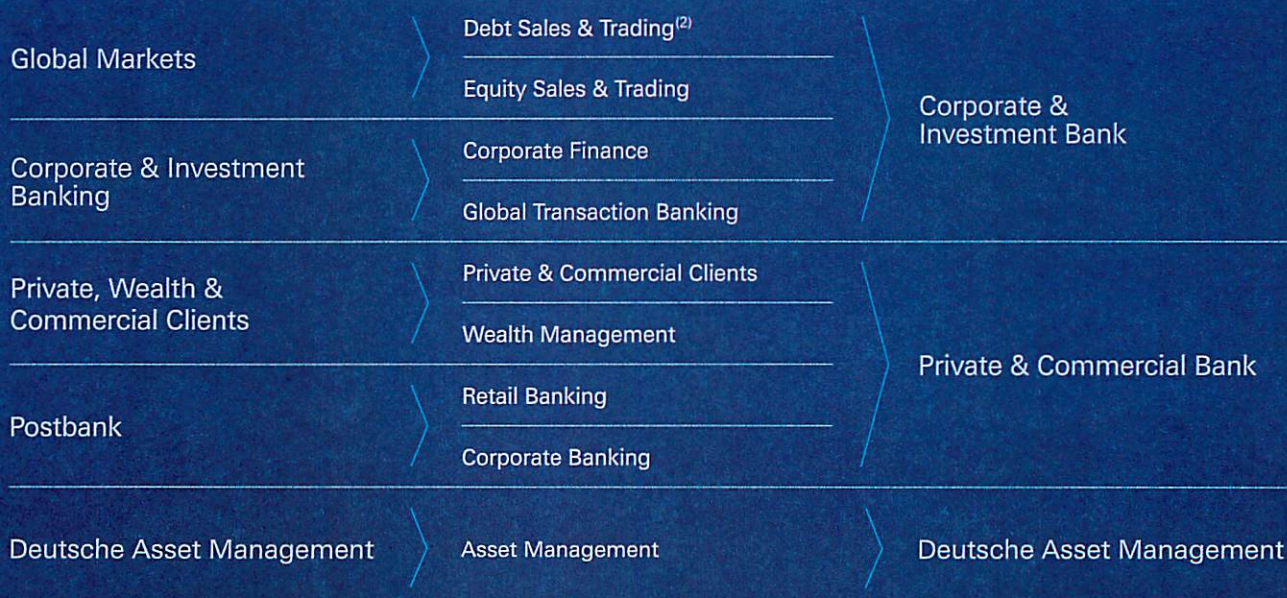 Global Markets
Debt Sales & Trading(2)
Equity Sales & Trading
Corporate &
Investment Bank
Corporate & Investment
Banking
Corporate Finance
Global Transaction Banking
Private, Wealth &
Commercial Clients
Private & Commercial Clients
Wealth Management
Private & Commercial Bank
Postbank
Retail Banking
Corporate Banking
Deutsche Asset Management
Asset Management
Deutsche Asset Management